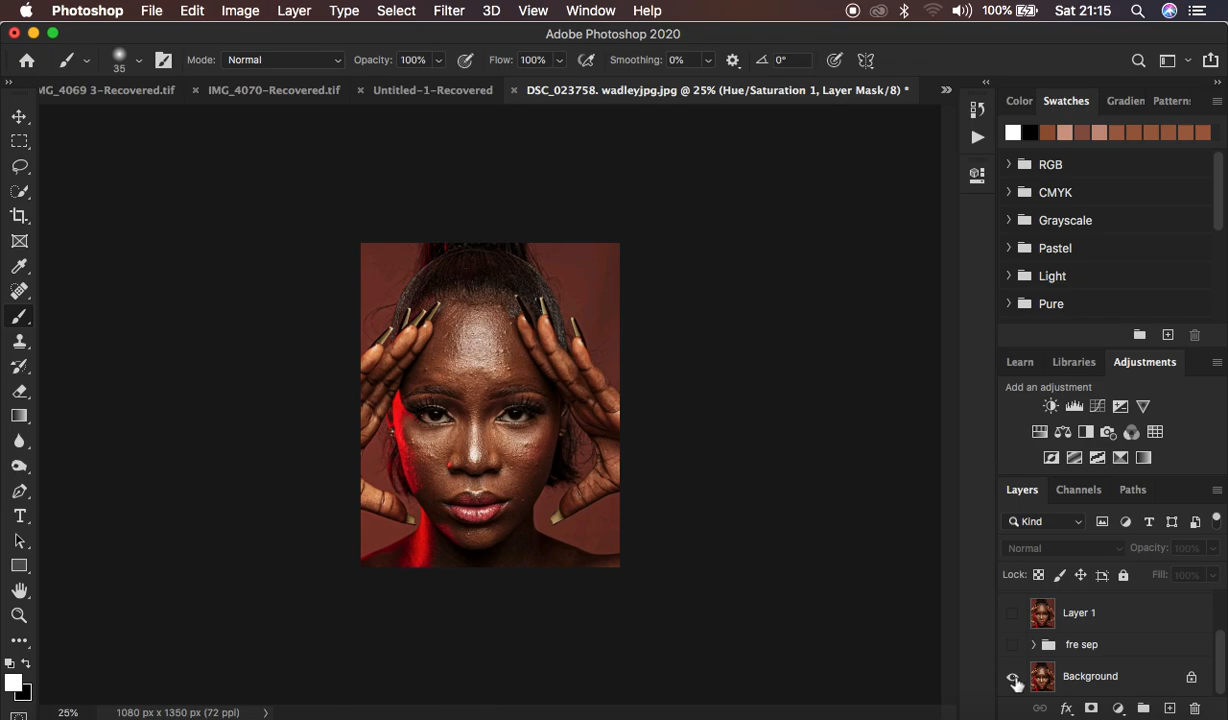 Photoshop File Edit Image Layer Type Select Filter 3D View Window Help 100% Sat 21:15
Adobe Photoshop 2020
35 Mode: Normal Opacity: 100% Flow: 100% Smoothing: 0% 0°
MG_4069 3-Recovered.tif IMG_4070-Recovered.tif Untitled-1-Recovered DSC_023758. wadleyjpg.jpg @ 25% (Hue/Saturation 1, Layer Mask/8) *
Color Swatches Gradien Pattern
RGB
CMYK
Grayscale
Pastel
Light
Pure
Learn Libraries Adjustments
Add an adjustment
Layers Channels Paths
Kind
Normal Opacity: 100%
Lock: Fill: 100%
Layer 1
fre sep
Background
25% 1080 px x 1350 px (72 ppi)